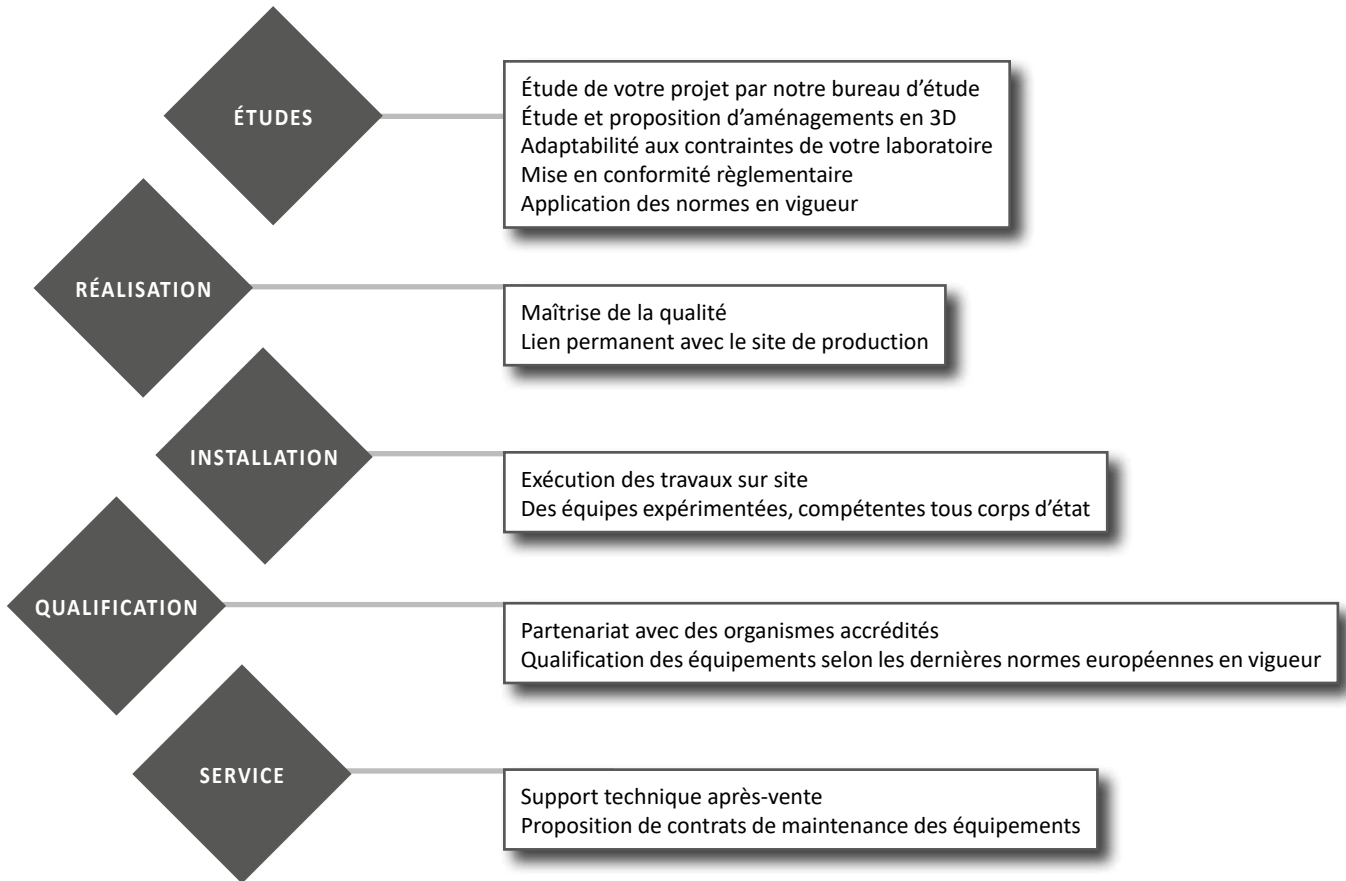 ÉTUDES
Étude de votre projet par notre bureau d’étude
Étude et proposition d’aménagements en 3D
Adaptabilité aux contraintes de votre laboratoire
Mise en conformité règlementaire
Application des normes en vigueur
RÉALISATION
Maîtrise de la qualité
Lien permanent avec le site de production
INSTALLATION
Exécution des travaux sur site
Des équipes expérimentées, compétentes tous corps d’état
QUALIFICATION
Partenariat avec des organismes accrédités
Qualification des équipements selon les dernières normes européennes en vigueur
SERVICE
Support technique après-vente
Proposition de contrats de maintenance des équipements